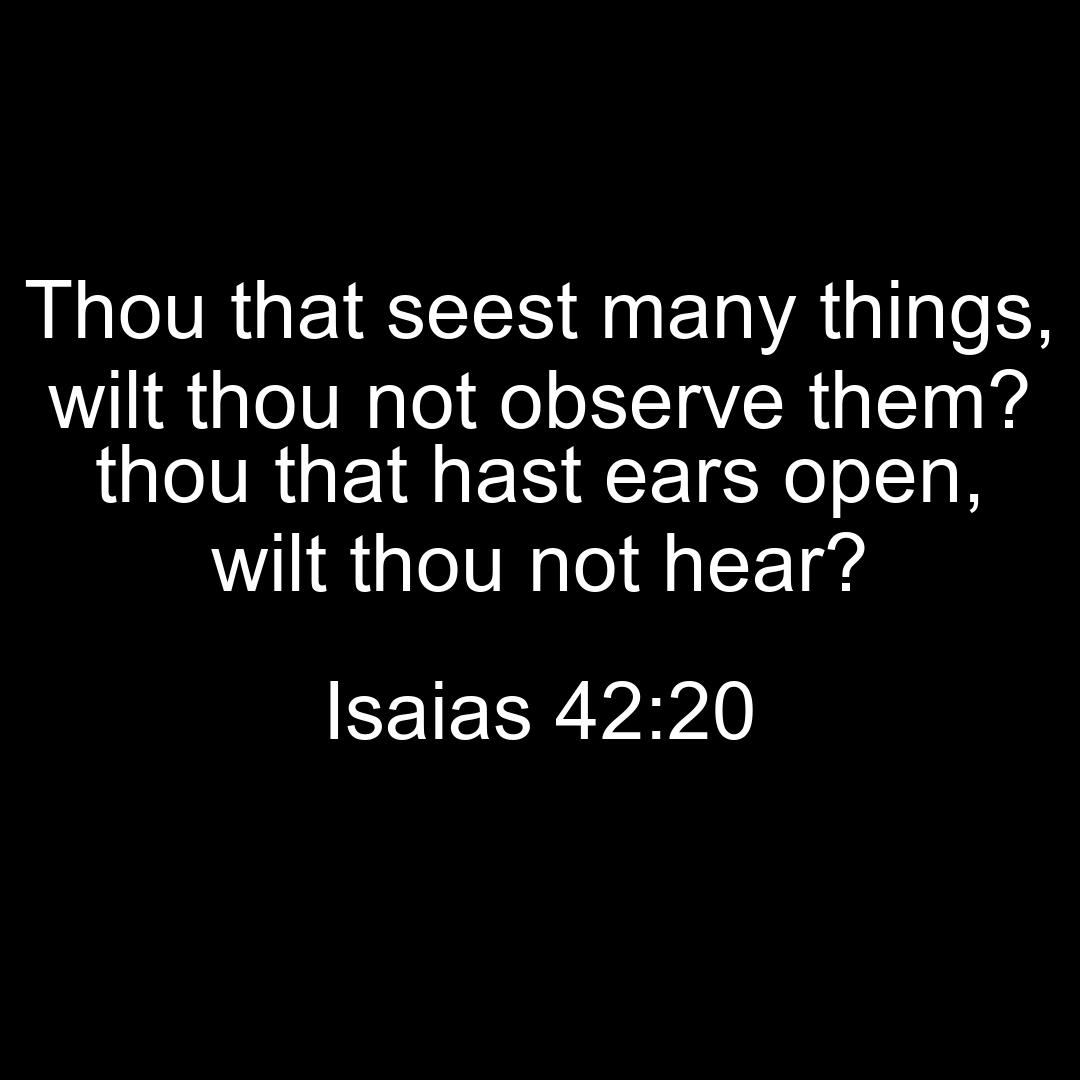 Thou that seest many things,
wilt thou not observe them?
thou that hast ears open,
wilt thou not hear?
Isaias 42:20